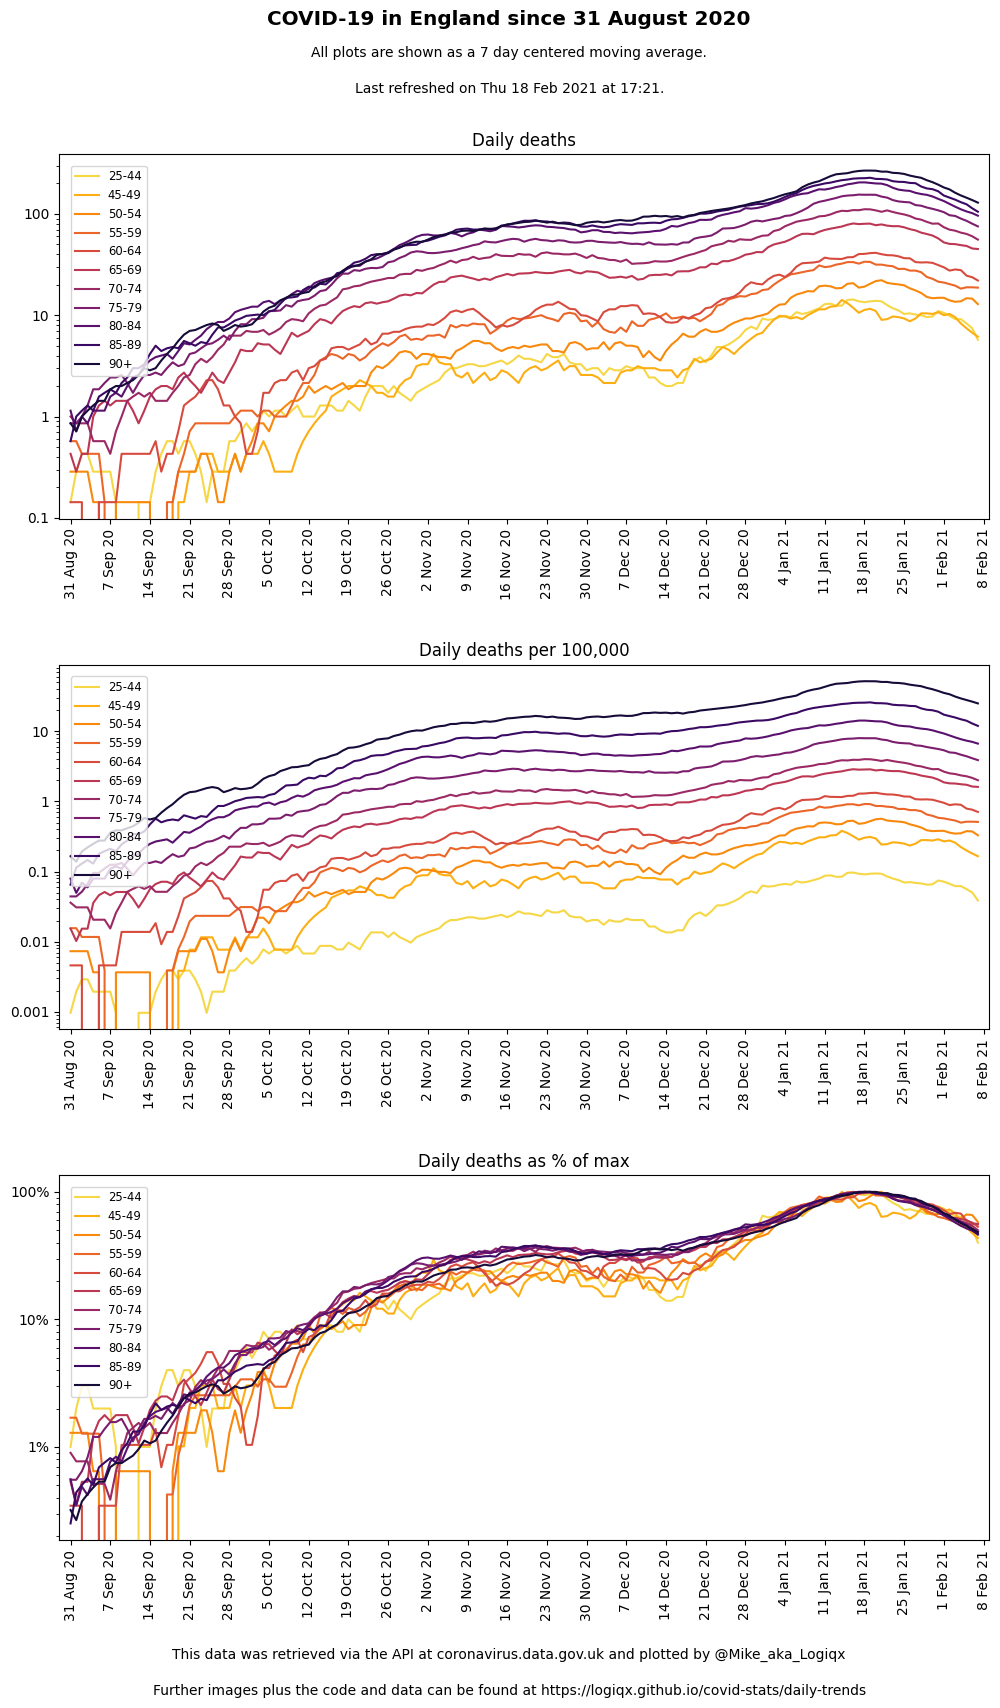 COVID-19 in England since 31 August 2020
All plots are shown as a 7 day centered moving average.
Last refreshed on Thu 18 Feb 2021 at 17:21.
Daily deaths
25-44
45-49
50-54
55-59
60-64
65-69
70-74
75-79
80-84
85-89
90+
100
10
1
0.1
31 Aug 20
7 Sep 20
14 Sep 20
21 Sep 20
28 Sep 20
5 Oct 20
12 Oct 20
19 Oct 20
26 Oct 20
2 Nov 20
9 Nov 20
16 Nov 20
23 Nov 20
30 Nov 20
7 Dec 20
14 Dec 20
21 Dec 20
28 Dec 20
4 Jan 21
11 Jan 21
18 Jan 21
25 Jan 21
1 Feb 21
8 Feb 21
Daily deaths per 100,000
25-44
45-49
50-54
55-59
60-64
65-69
70-74
75-79
80-84
85-89
90+
10
1
0.1
0.01
0.001
31 Aug 20
7 Sep 20
14 Sep 20
21 Sep 20
28 Sep 20
5 Oct 20
12 Oct 20
19 Oct 20
26 Oct 20
2 Nov 20
9 Nov 20
16 Nov 20
23 Nov 20
30 Nov 20
7 Dec 20
14 Dec 20
21 Dec 20
28 Dec 20
4 Jan 21
11 Jan 21
18 Jan 21
25 Jan 21
1 Feb 21
8 Feb 21
Daily deaths as % of max
25-44
45-49
50-54
55-59
60-64
65-69
70-74
75-79
80-84
85-89
90+
100%
10%
1%
31 Aug 20
7 Sep 20
14 Sep 20
21 Sep 20
28 Sep 20
5 Oct 20
12 Oct 20
19 Oct 20
26 Oct 20
2 Nov 20
9 Nov 20
16 Nov 20
23 Nov 20
30 Nov 20
7 Dec 20
14 Dec 20
21 Dec 20
28 Dec 20
4 Jan 21
11 Jan 21
18 Jan 21
25 Jan 21
1 Feb 21
8 Feb 21
This data was retrieved via the API at coronavirus.data.gov.uk and plotted by @Mike_aka_Logiqx
Further images plus the code and data can be found at https://logiqx.github.io/covid-stats/daily-trends